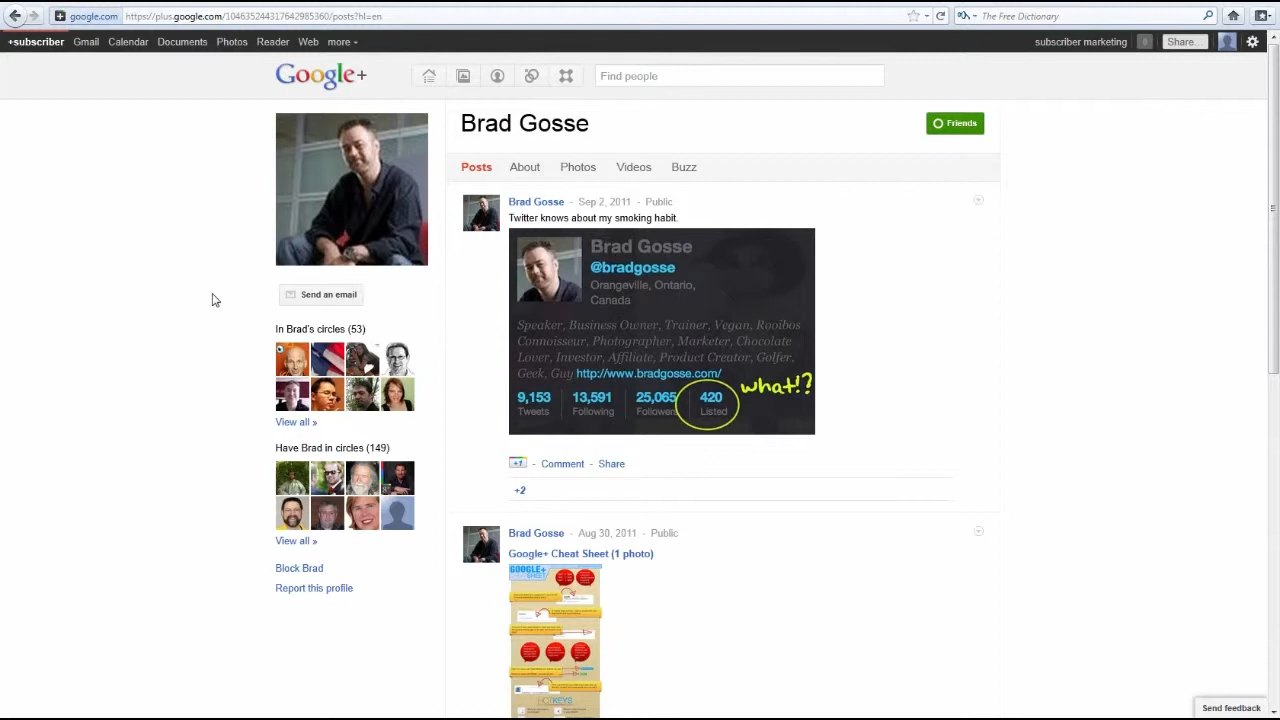 google.com https://plus.google.com/104635244317642985360/posts?hl=en
The Free Dictionary
+subscriber Gmail Calendar Documents Photos Reader Web more
subscriber marketing 0 Share...
Google+
Find people
Brad Gosse
Friends
Posts About Photos Videos Buzz
Brad Gosse - Sep 2, 2011 - Public
Twitter knows about my smoking habit.
Brad Gosse
@bradgosse
Orangeville, Ontario,
Canada
Speaker, Business Owner, Trainer, Vegan, Rooibos
Connoisseur, Photographer, Marketer, Chocolate
Lover, Investor, Affiliate, Product Creator, Golfer,
Geek, Guy http://www.bradgosse.com/
what!?
9,153 13,591 25,065 420
Tweets Following Followers Listed
+1 - Comment - Share
+2
Brad Gosse - Aug 30, 2011 - Public
Google+ Cheat Sheet (1 photo)
GOOGLE+
SHEET
HOTKEYS
Send an email
In Brad's circles (53)
View all »
Have Brad in circles (149)
View all »
Block Brad
Report this profile
Send feedback